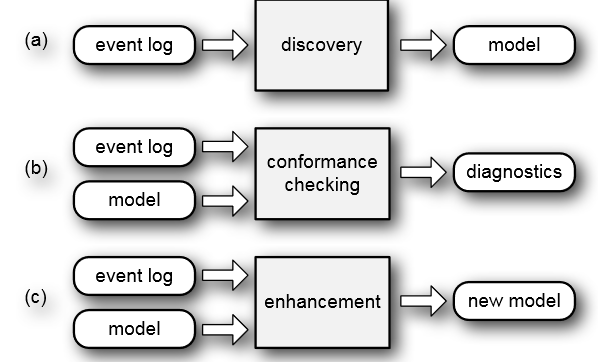 (a) event log discovery model
(b) event log conformance checking diagnostics
model
(c) event log enhancement new model
model